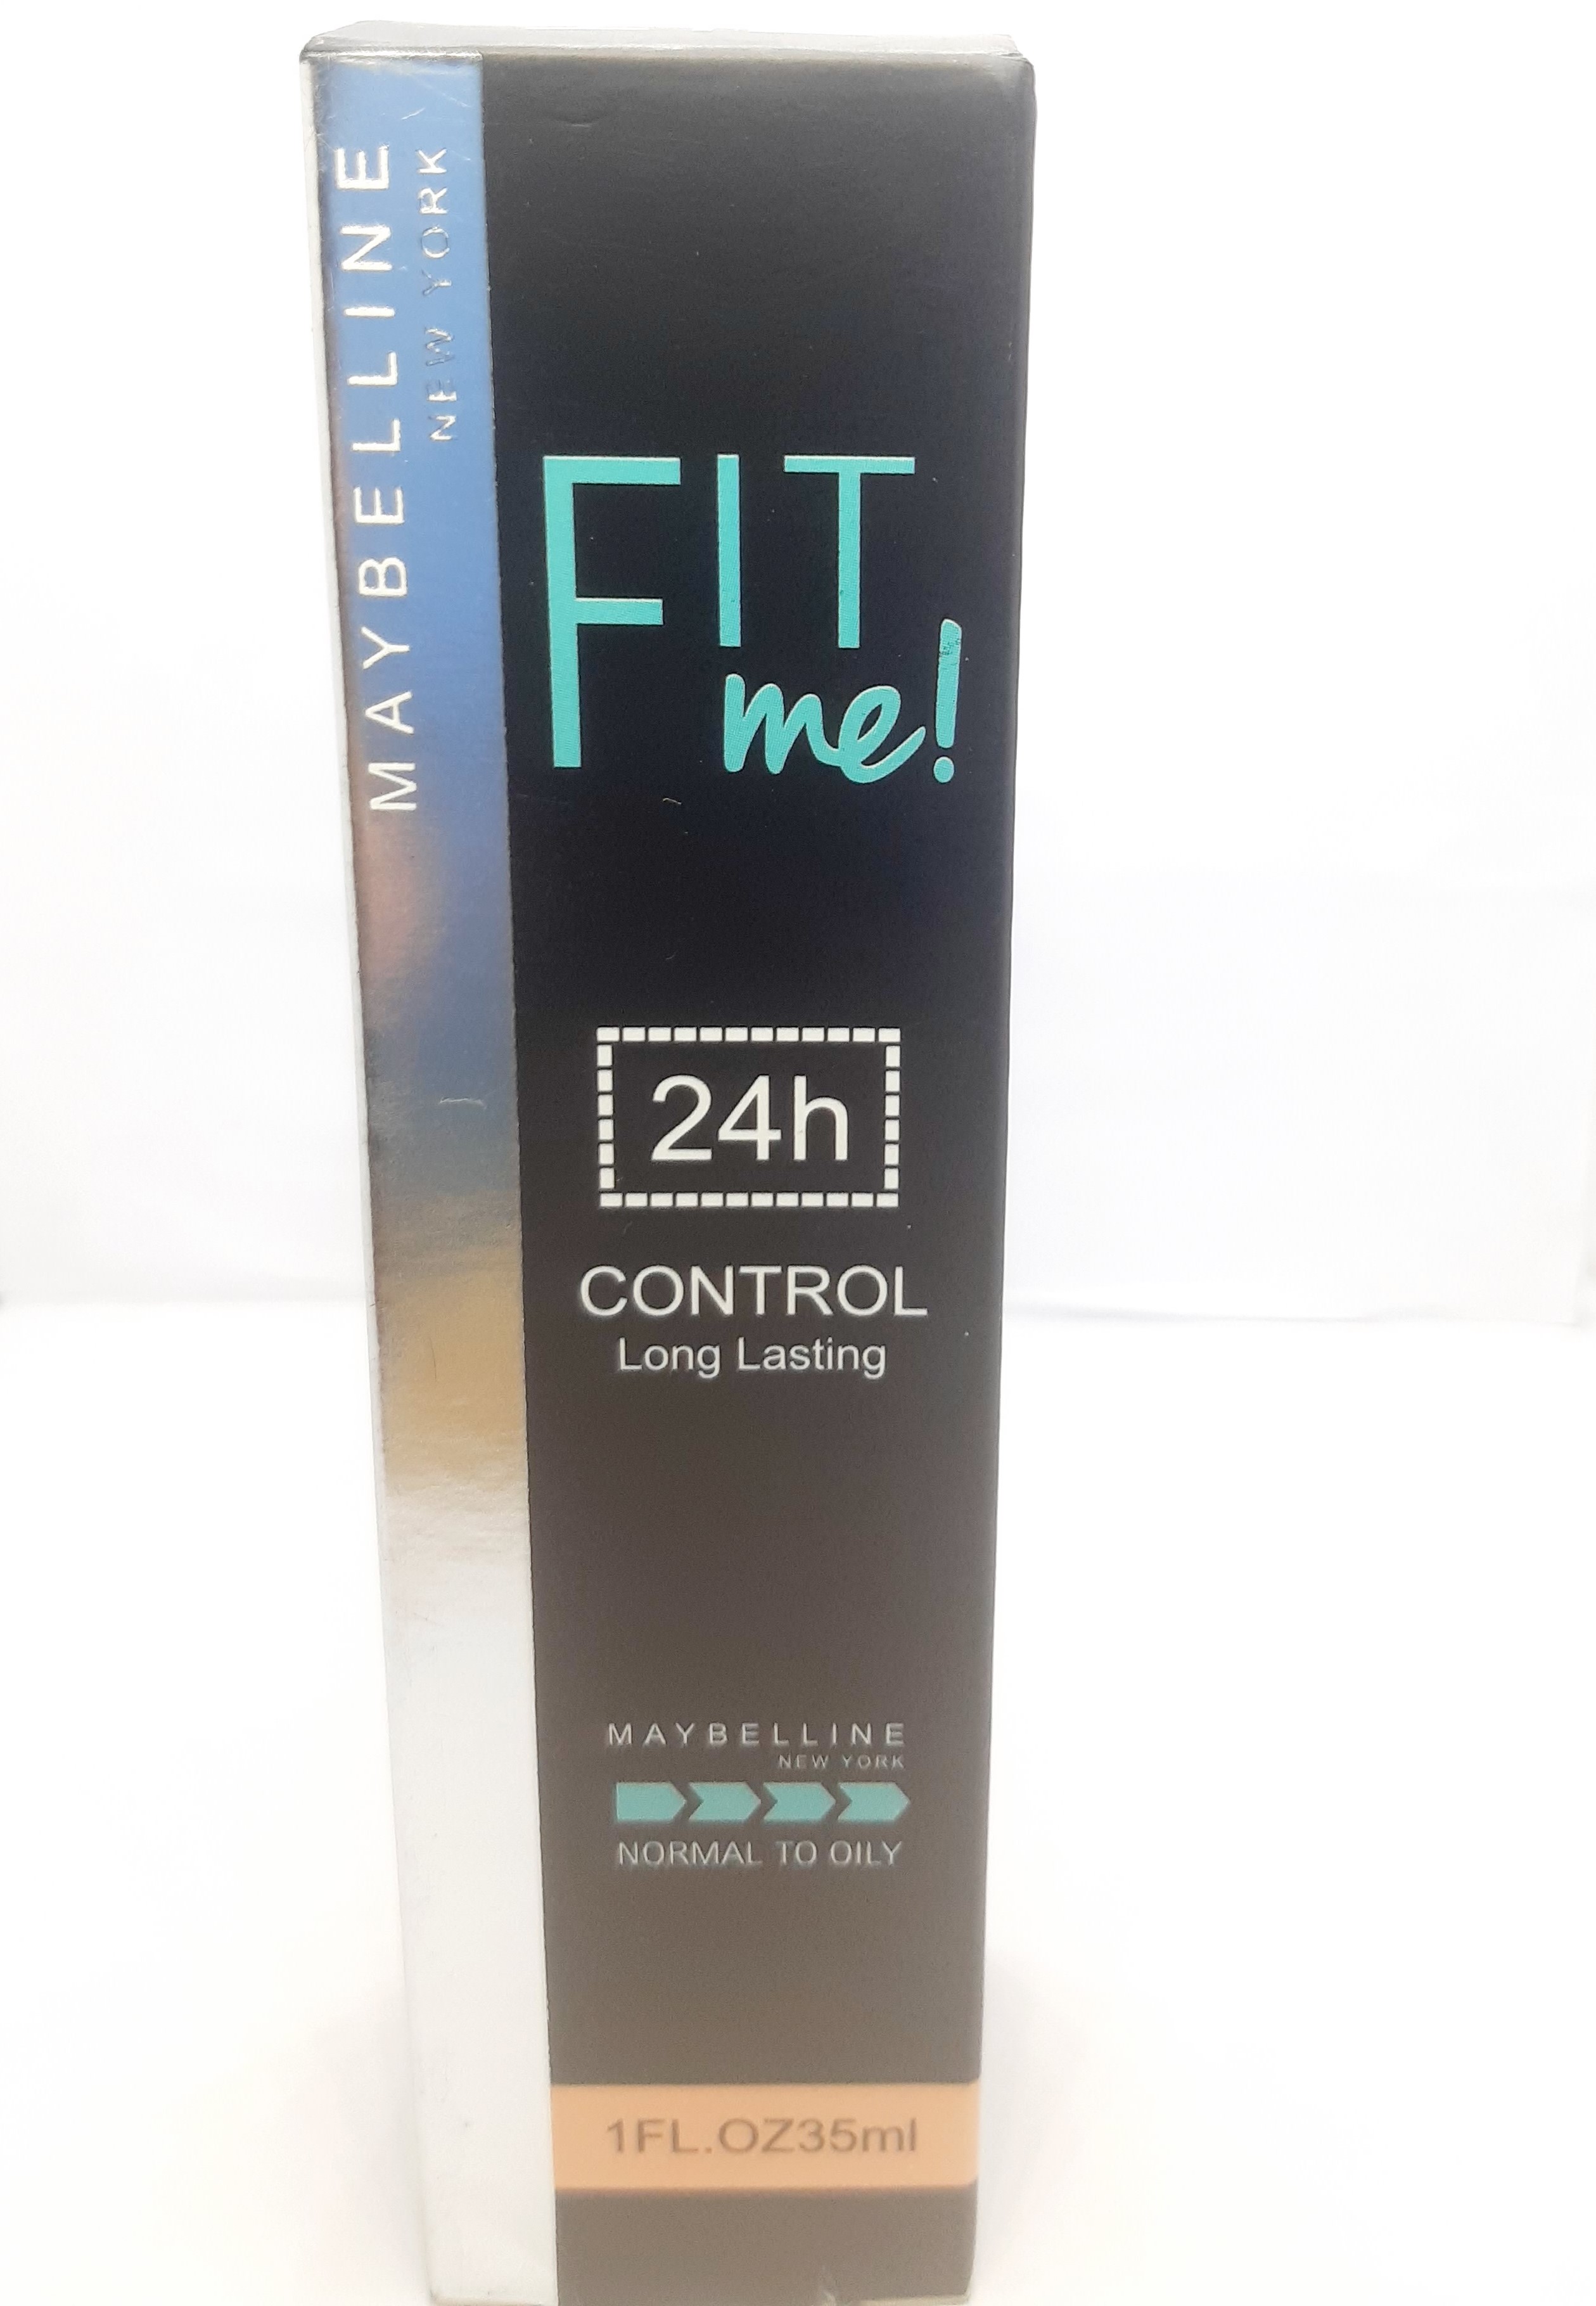 MAYBELLINE
NEW YORK
FIT
me!
24h
CONTROL
Long Lasting
MAYBELLINE
NEW YORK
NORMAL TO OILY
1FL.OZ35ml